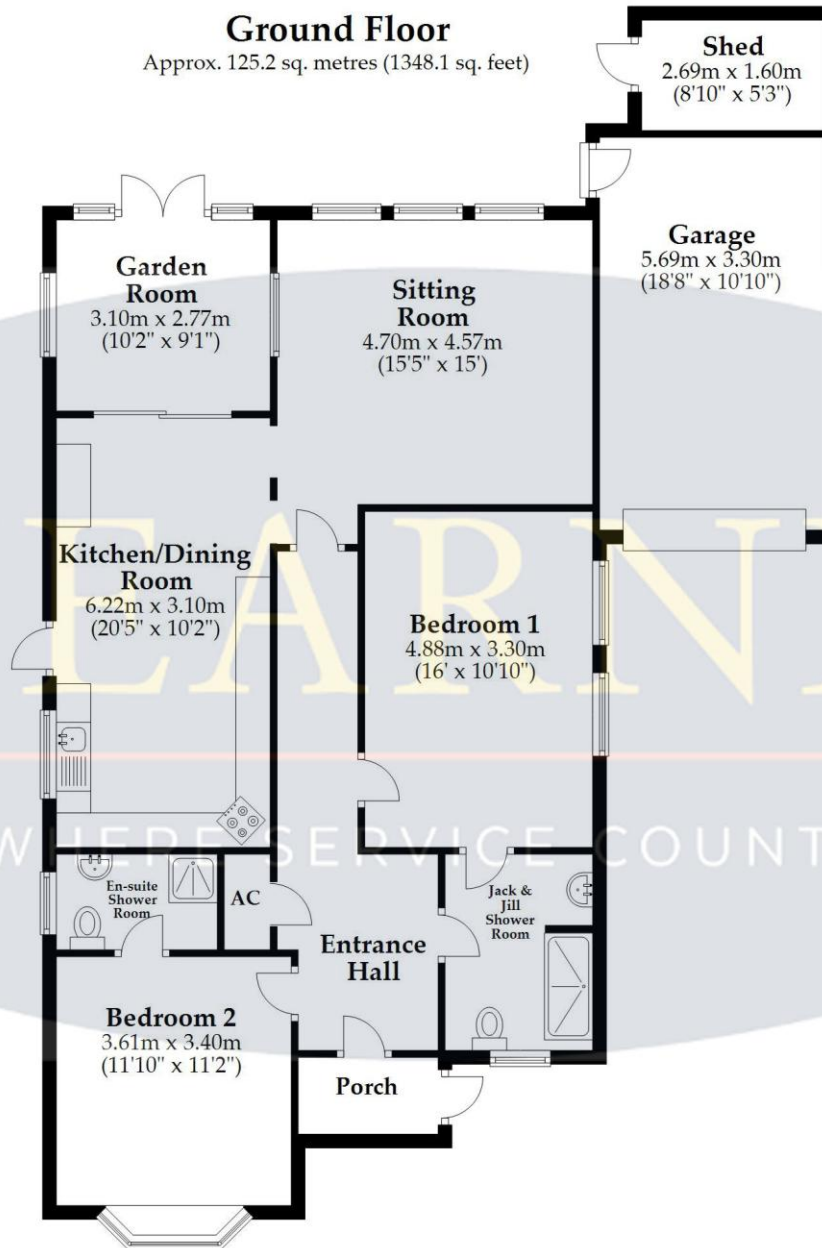 Ground Floor
Approx. 125.2 sq. metres (1348.1 sq. feet)
Shed
2.69m x 1.60m
(8'10" x 5'3")
Garage
5.69m x 3.30m
(18'8" x 10'10")
Garden
Room
3.10m x 2.77m
(10'2" x 9'1")
Sitting
Room
4.70m x 4.57m
(15'5" x 15')
Kitchen/Dining
Room
6.22m x 3.10m
(20'5" x 10'2")
Bedroom 1
4.88m x 3.30m
(16' x 10'10")
EARN
WHERE SERVICE COUNT
En-suite
Shower
Room
AC
Jack &
Jill
Shower
Room
Entrance
Hall
Bedroom 2
3.61m x 3.40m
(11'10" x 11'2")
Porch